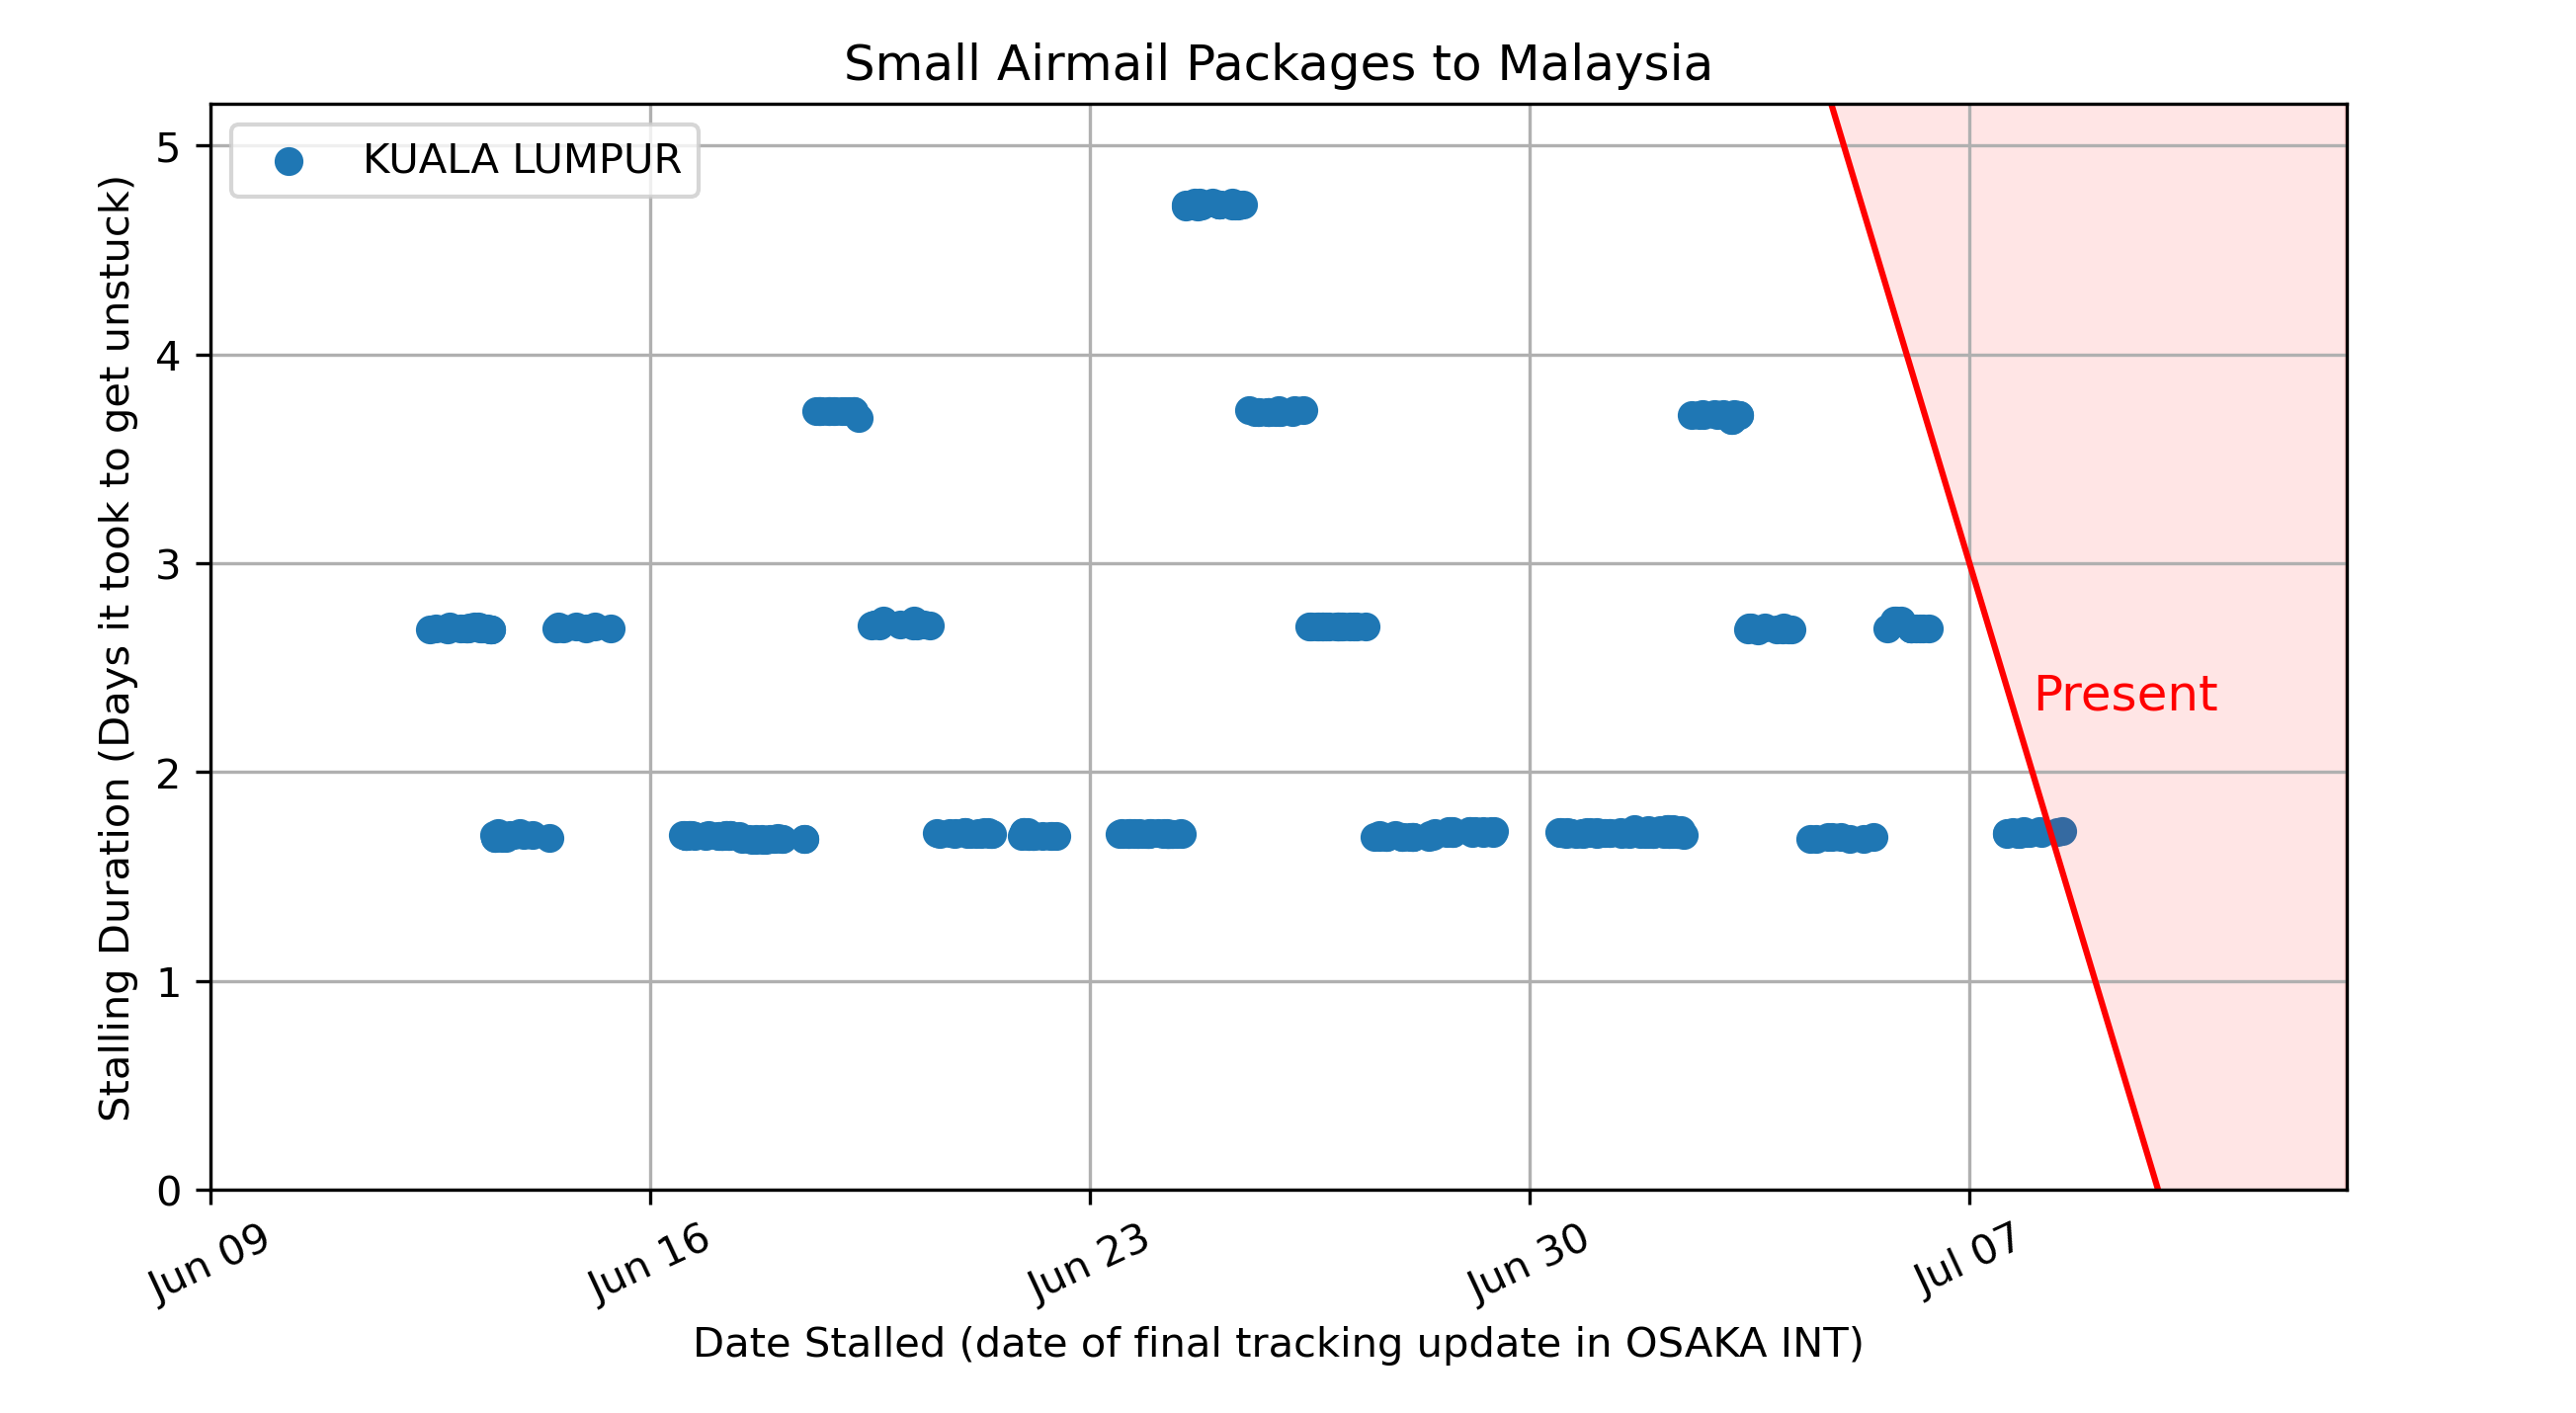 Small Airmail Packages to Malaysia
KUALA LUMPUR
Stalling Duration (Days it took to get unstuck)
5
4
3
2
1
0
Present
Jun 09
Jun 16
Jun 23
Jun 30
Jul 07
Date Stalled (date of final tracking update in OSAKA INT)